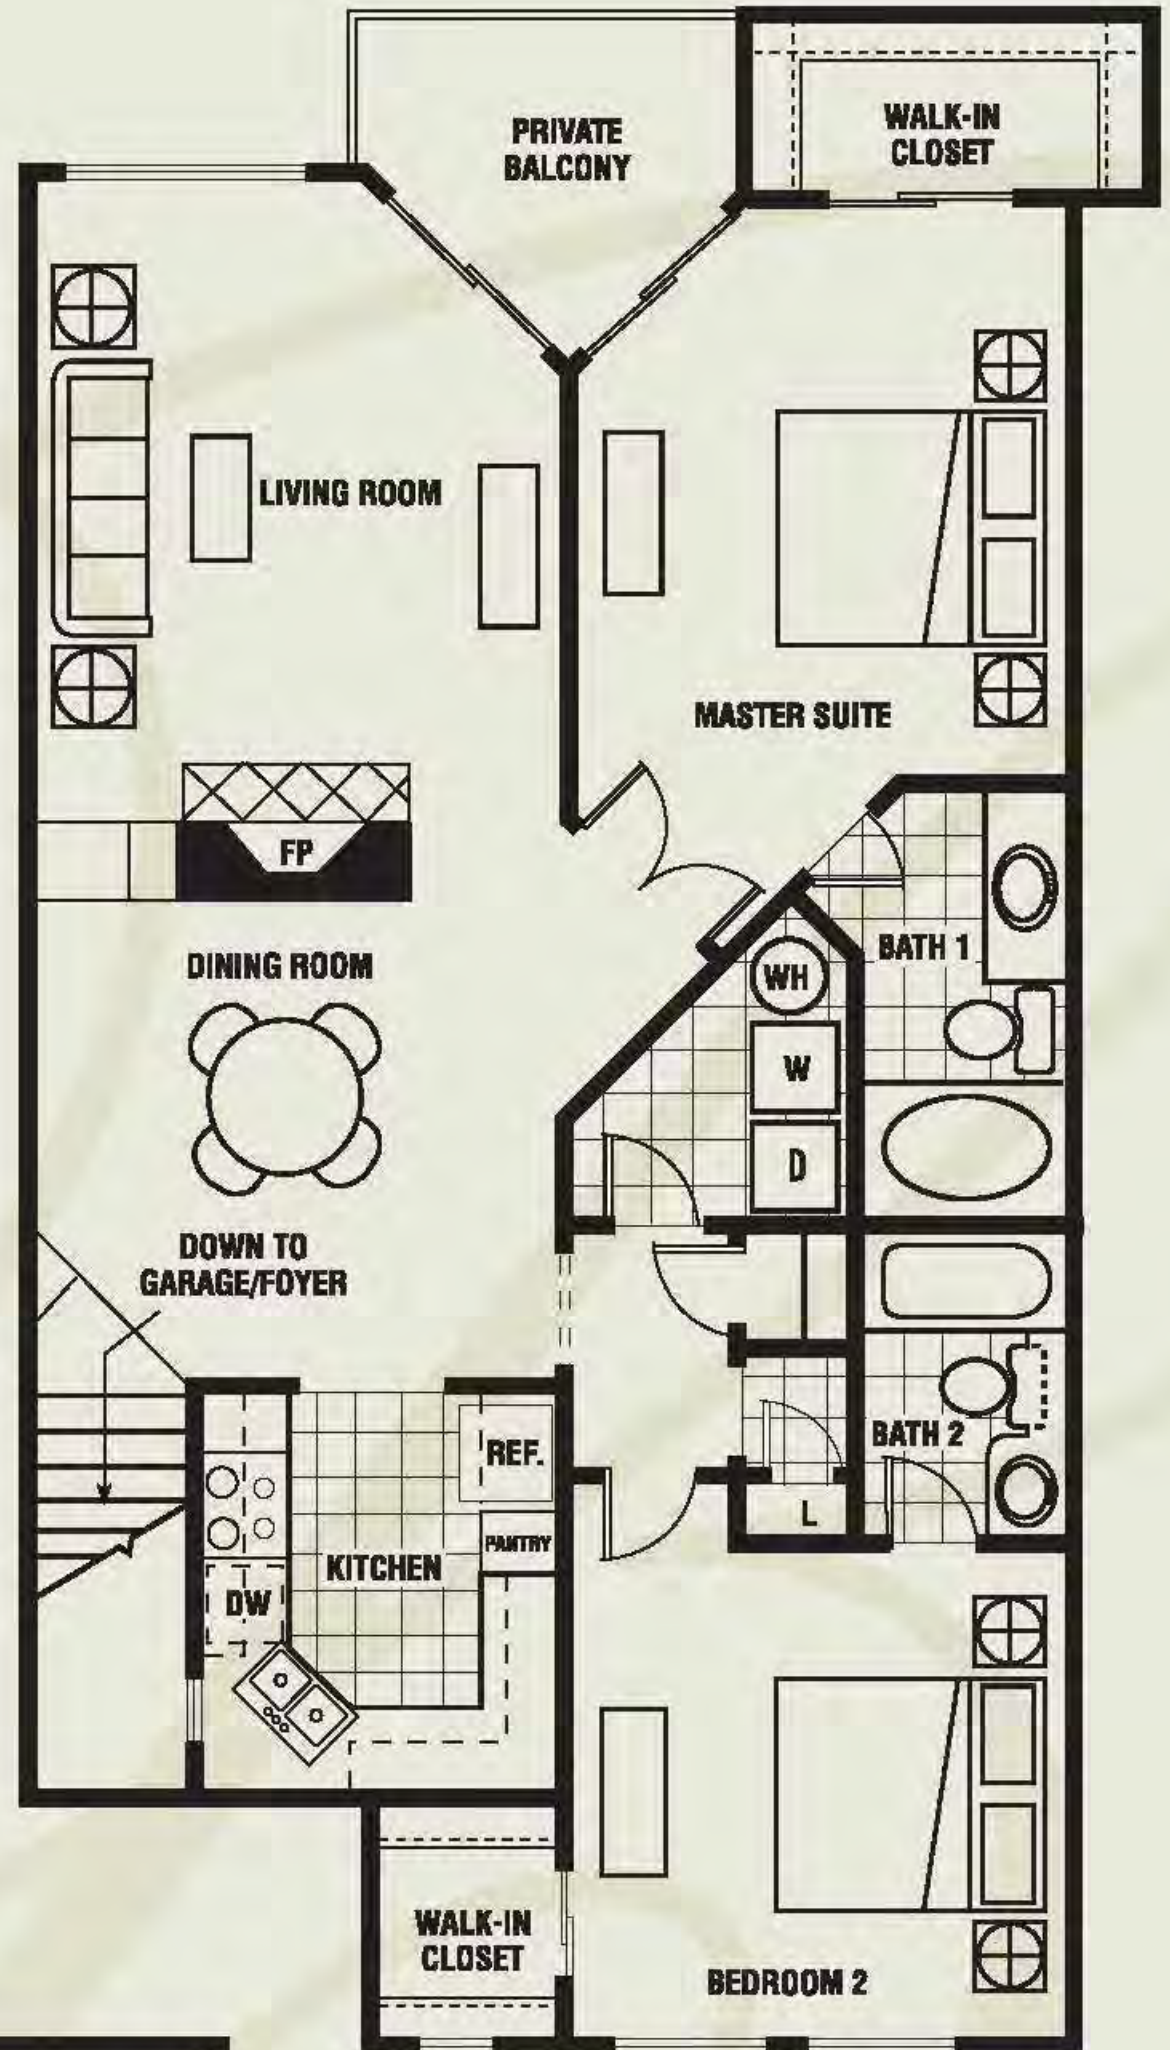 PRIVATE
BALCONY
WALK-IN
CLOSET
LIVING ROOM
MASTER SUITE
FP
DINING ROOM
BATH 1
WH
W
D
DOWN TO
GARAGE/FOYER
REF.
BATH 2
PANTRY
L
KITCHEN
DW
WALK-IN
CLOSET
BEDROOM 2